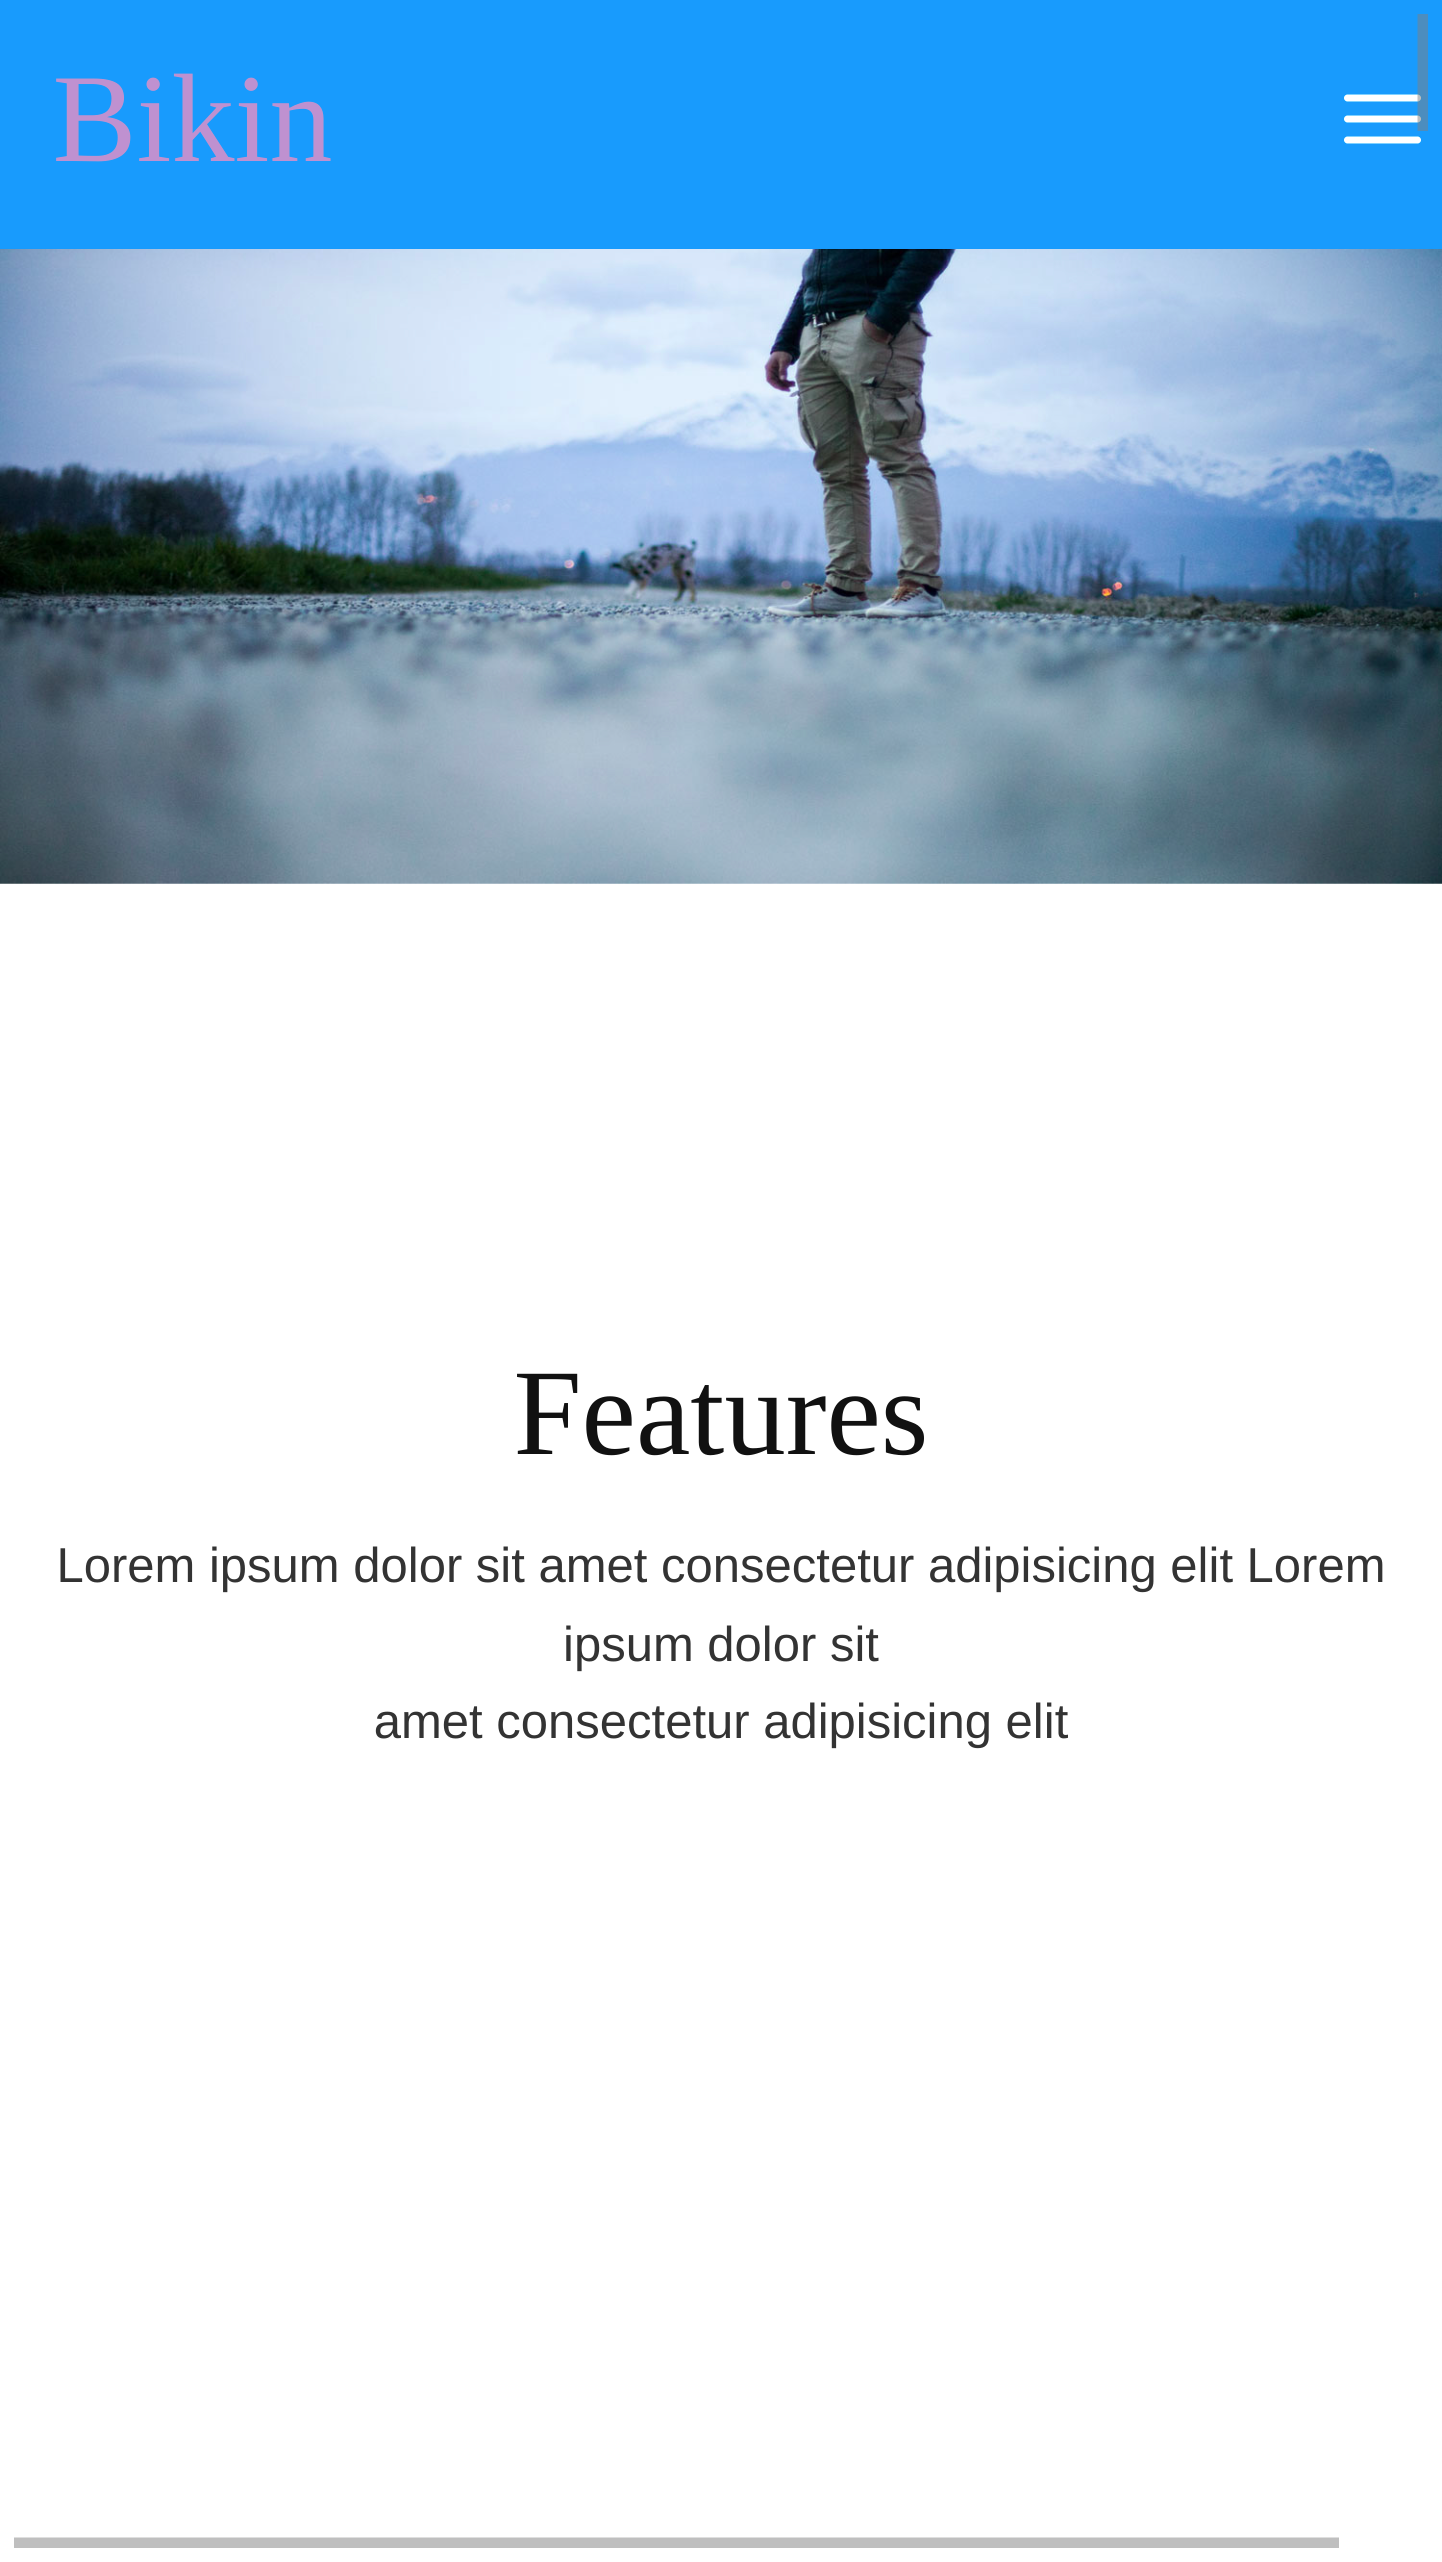 Bikin
Features
Lorem ipsum dolor sit amet consectetur adipisicing elit Lorem
ipsum dolor sit
amet consectetur adipisicing elit